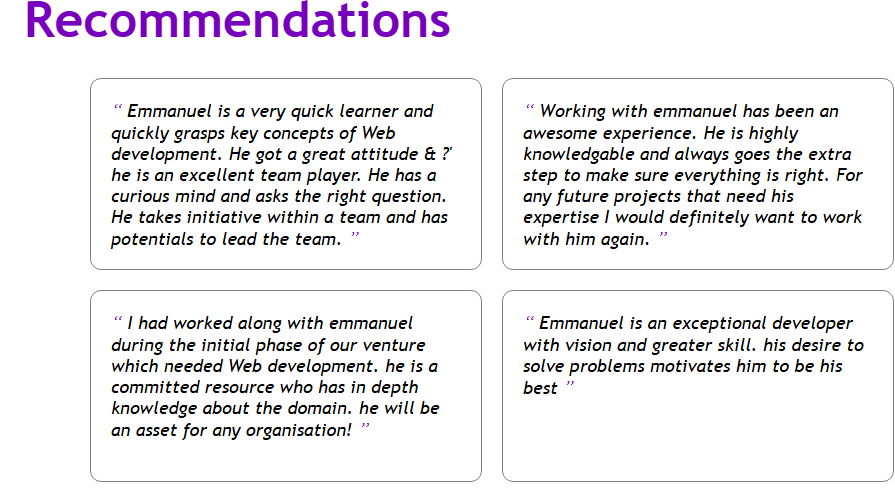 Recommendations
“ Emmanuel is a very quick learner and
quickly grasps key concepts of Web
development. He got a great attitude & ?'
he is an excellent team player. He has a
curious mind and asks the right question.
He takes initiative within a team and has
potentials to lead the team. ”
“ Working with emmanuel has been an
awesome experience. He is highly
knowledgable and always goes the extra
step to make sure everything is right. For
any future projects that need his
expertise I would definitely want to work
with him again. ”
“ I had worked along with emmanuel
during the initial phase of our venture
which needed Web development. he is a
committed resource who has in depth
knowledge about the domain. he will be
an asset for any organisation! ”
“ Emmanuel is an exceptional developer
with vision and greater skill. his desire to
solve problems motivates him to be his
best ”